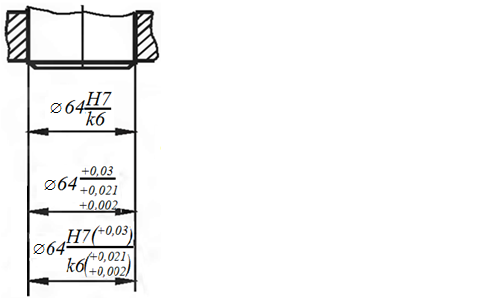 ⌀64 H7
k6
⌀64 +0,03
+0,021
+0.002
⌀64 H7(+0,03)
k6(+0,021
+0,002)